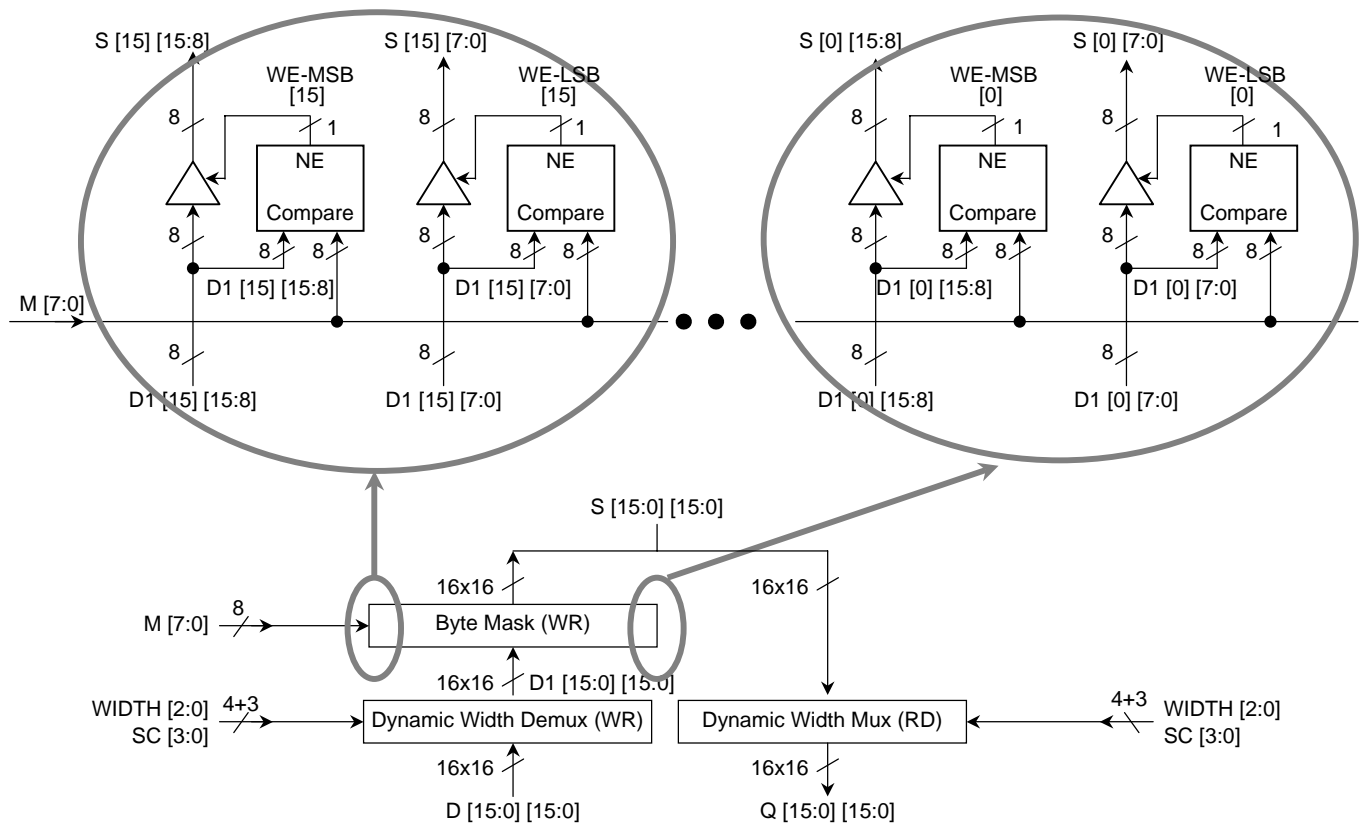 S [15] [15:8]
S [15] [7:0]
S [0] [15:8]
S [0] [7:0]
WE-MSB
[15]
WE-LSB
[15]
WE-MSB
[0]
WE-LSB
[0]
8
1
8
1
8
1
8
1
NE
NE
NE
NE
Compare
Compare
Compare
Compare
8
8
8
8
8
8
8
8
8
8
8
8
D1 [15] [15:8]
D1 [15] [7:0]
D1 [0] [15:8]
D1 [0] [7:0]
M [7:0]
8
8
8
8
D1 [15] [15:8]
D1 [15] [7:0]
D1 [0] [15:8]
D1 [0] [7:0]
S [15:0] [15:0]
16x16
16x16
M [7:0]
8
Byte Mask (WR)
16x16
D1 [15:0] [15:0]
WIDTH [2:0]
SC [3:0]
4+3
Dynamic Width Demux (WR)
Dynamic Width Mux (RD)
4+3
WIDTH [2:0]
SC [3:0]
16x16
16x16
D [15:0] [15:0]
Q [15:0] [15:0]